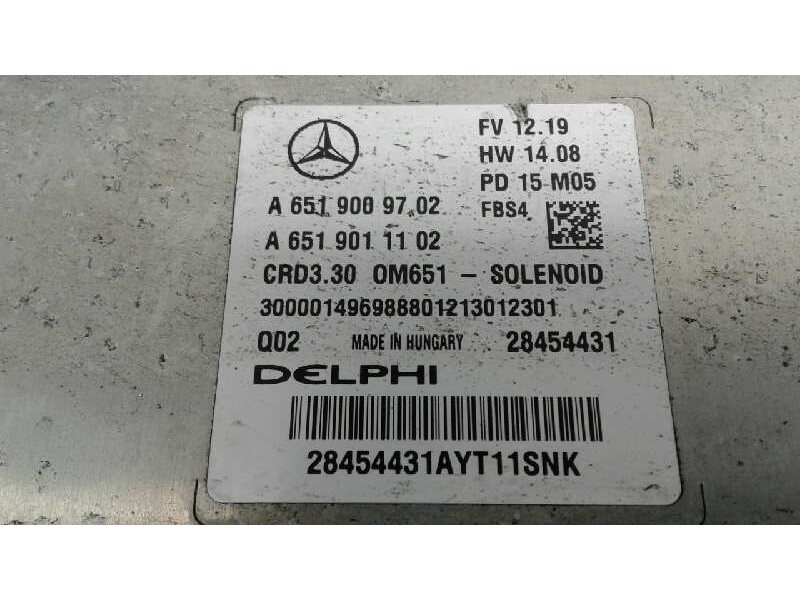 FV 12.19
HW 14.08
PD 15 M05
A 651 900 97 02
FBS4
A 651 901 11 02
CRD3.30 OM651 - SOLENOID
300001496988801213012301
Q02 MADE IN HUNGARY 28454431
DELPHI
28454431AYT11SNK